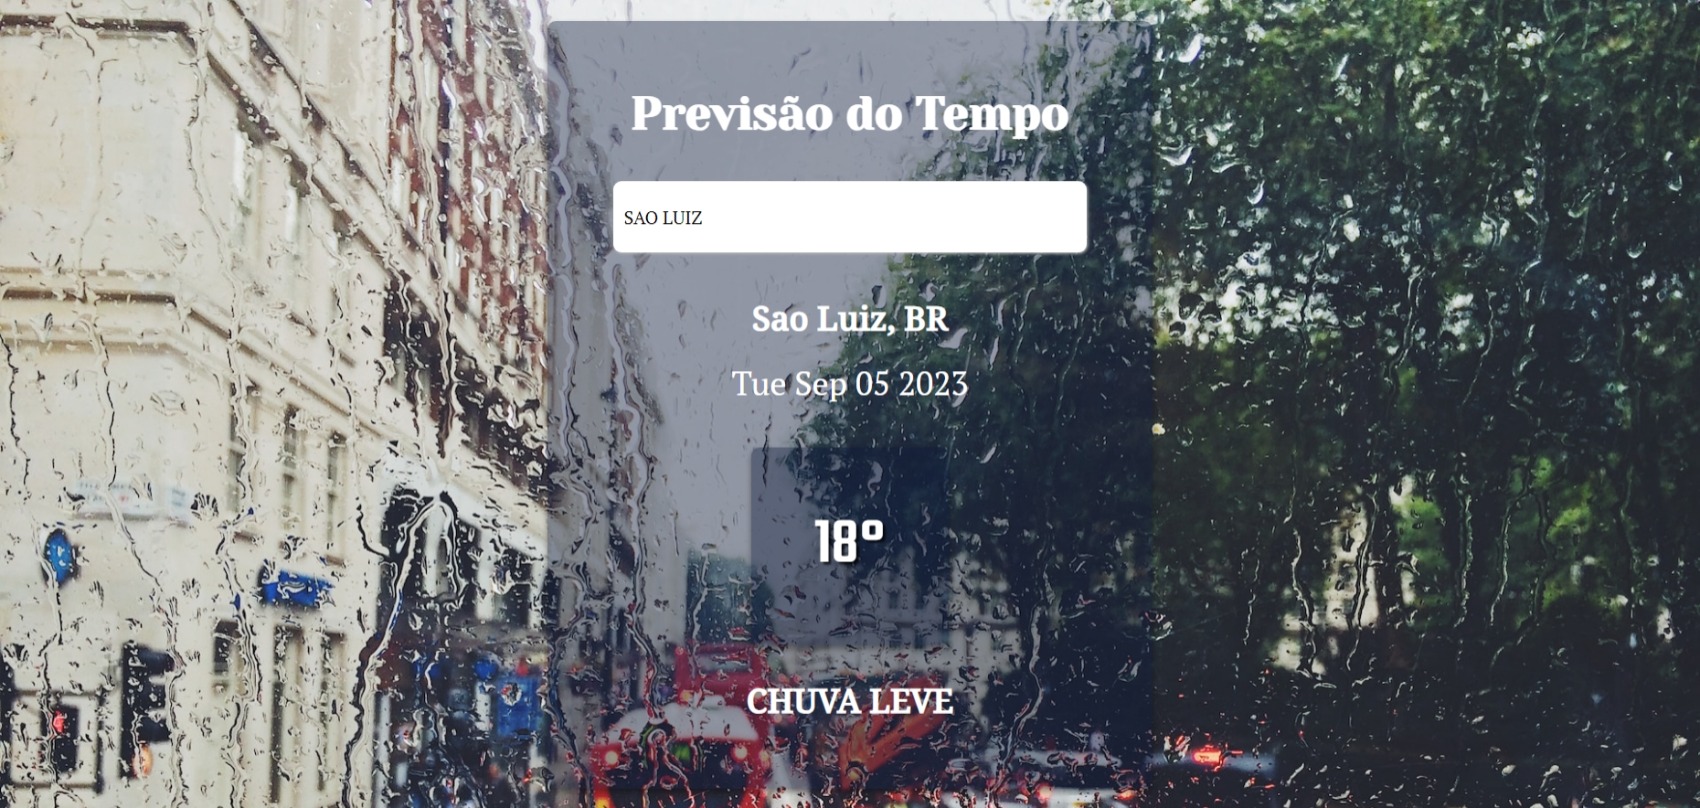 Previsão do Tempo
SAO LUIZ
Sao Luiz, BR
Tue Sep 05 2023
18°
CHUVA LEVE